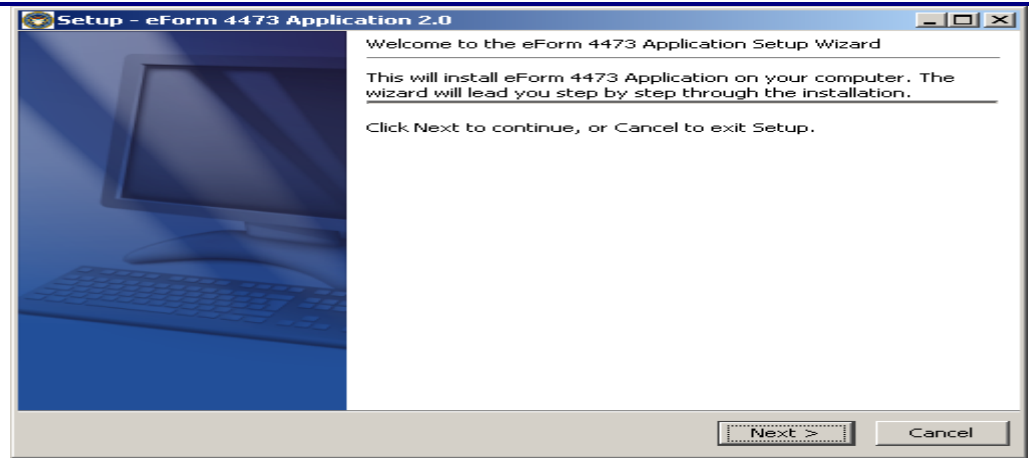 Setup - eForm 4473 Application 2.0
Welcome to the eForm 4473 Application Setup Wizard
This will install eForm 4473 Application on your computer. The
wizard will lead you step by step through the installation.
Click Next to continue, or Cancel to exit Setup.
Next >
Cancel